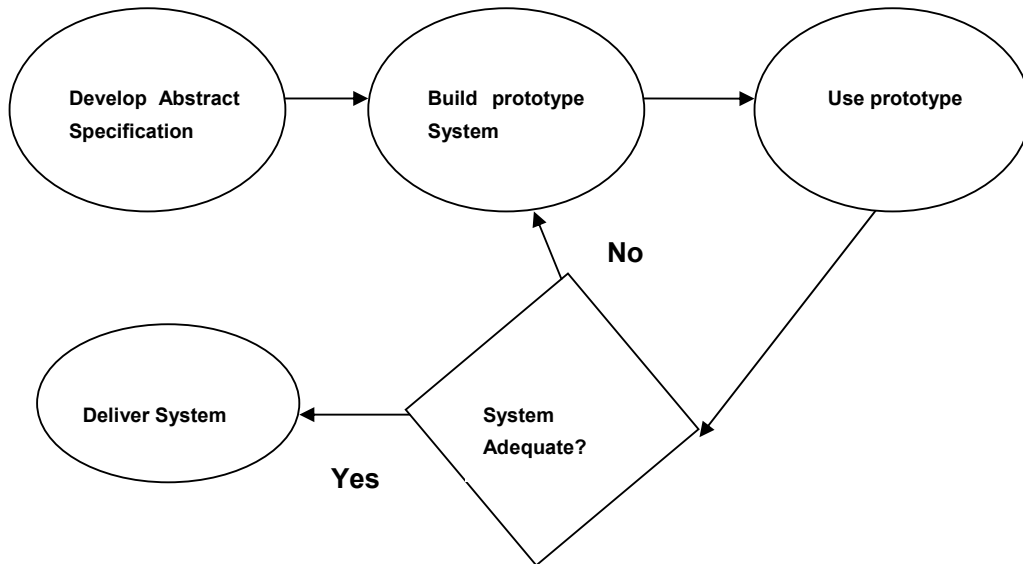 Develop Abstract
Specification
Build prototype
System
Use prototype
No
Deliver System
System
Adequate?
Yes